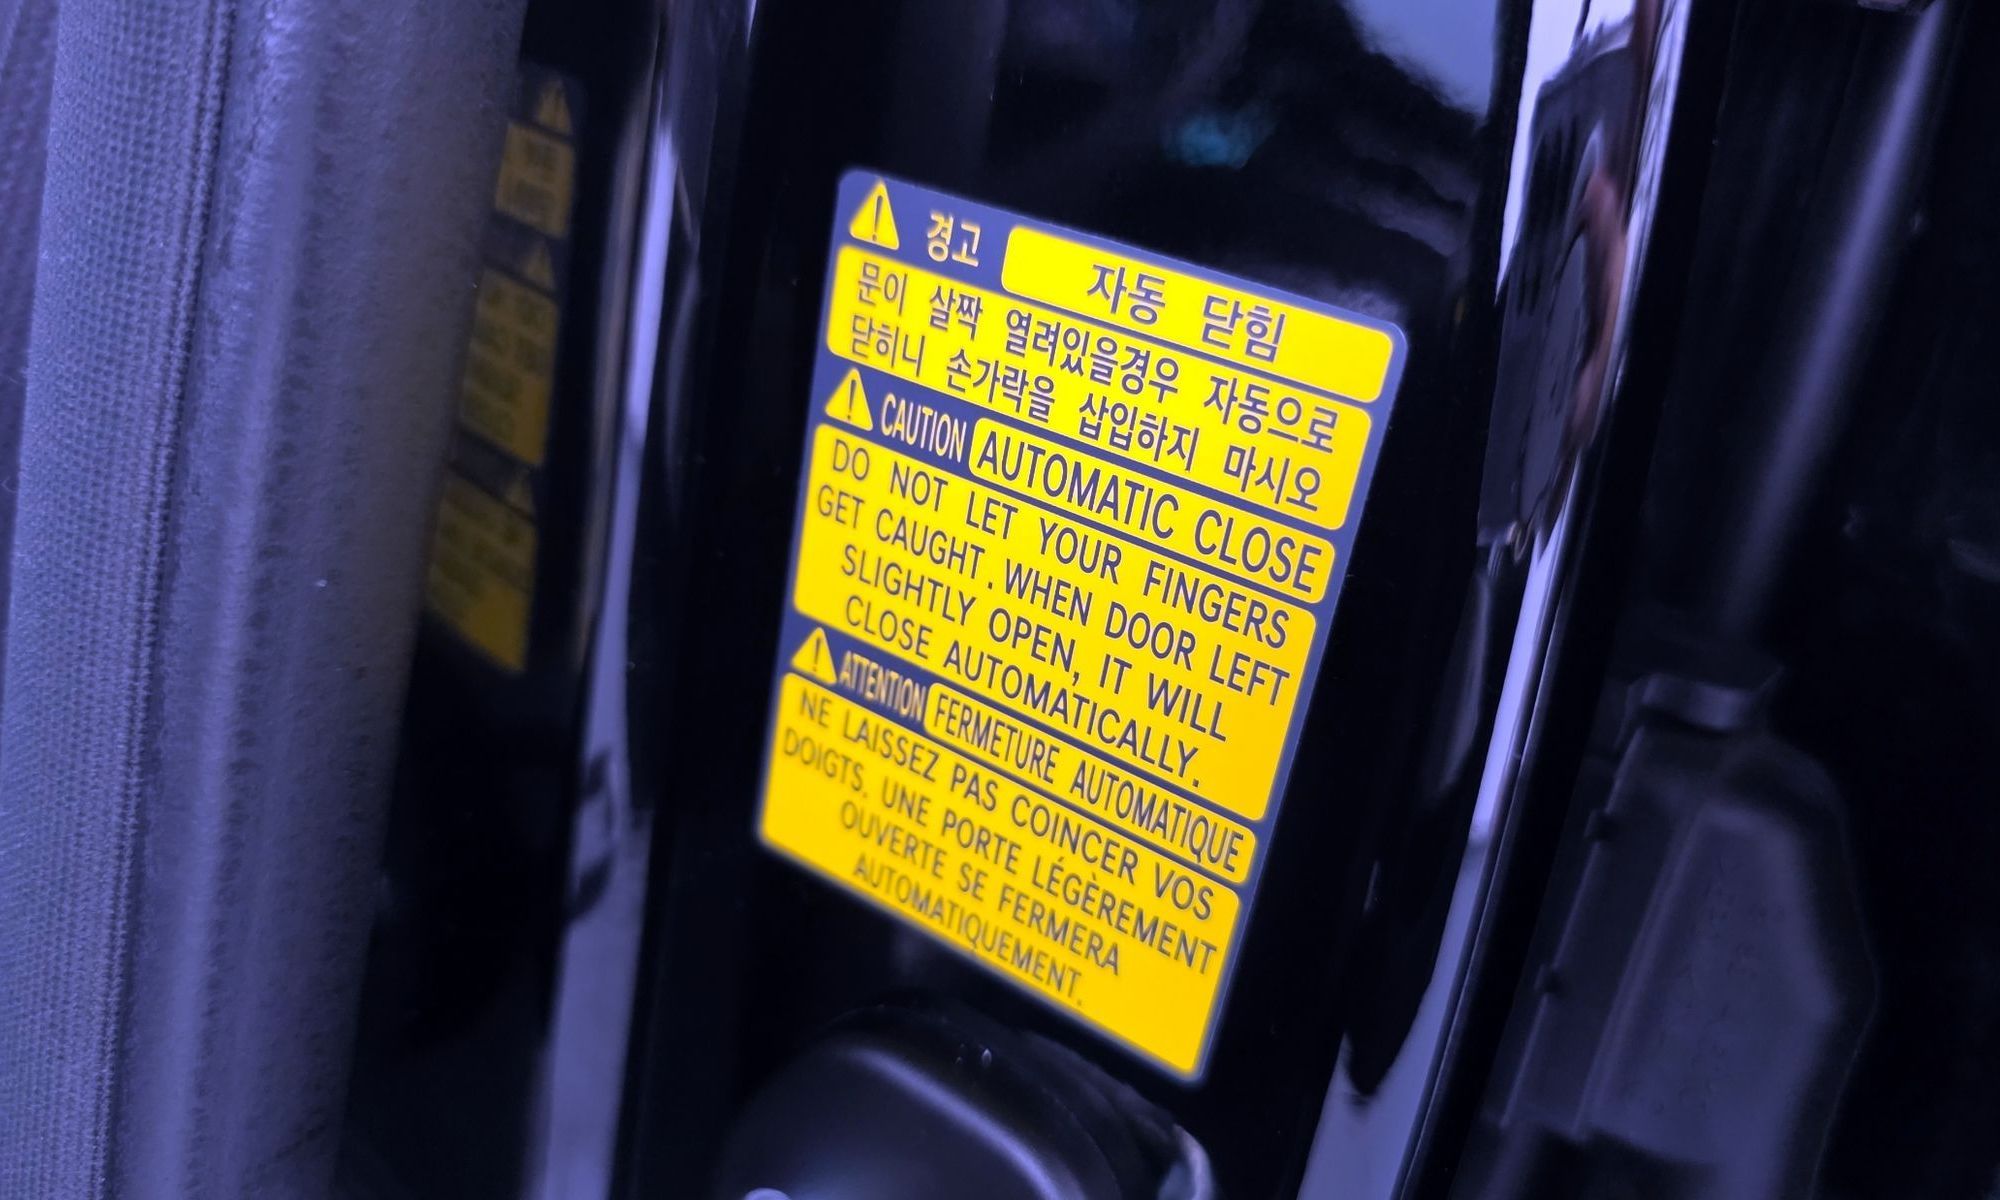 경고 자동 닫힘
문이 살짝 열려있을경우 자동으로
닫히니 손가락을 삽입하지 마시오
CAUTION AUTOMATIC CLOSE
DO NOT LET YOUR FINGERS
GET CAUGHT. WHEN DOOR LEFT
SLIGHTLY OPEN, IT WILL
CLOSE AUTOMATICALLY.
ATTENTION FERMETURE AUTOMATIQUE
NE LAISSEZ PAS COINCER VOS
DOIGTS. UNE PORTE LÉGÈREMENT
OUVERTE SE FERMERA
AUTOMATIQUEMENT.